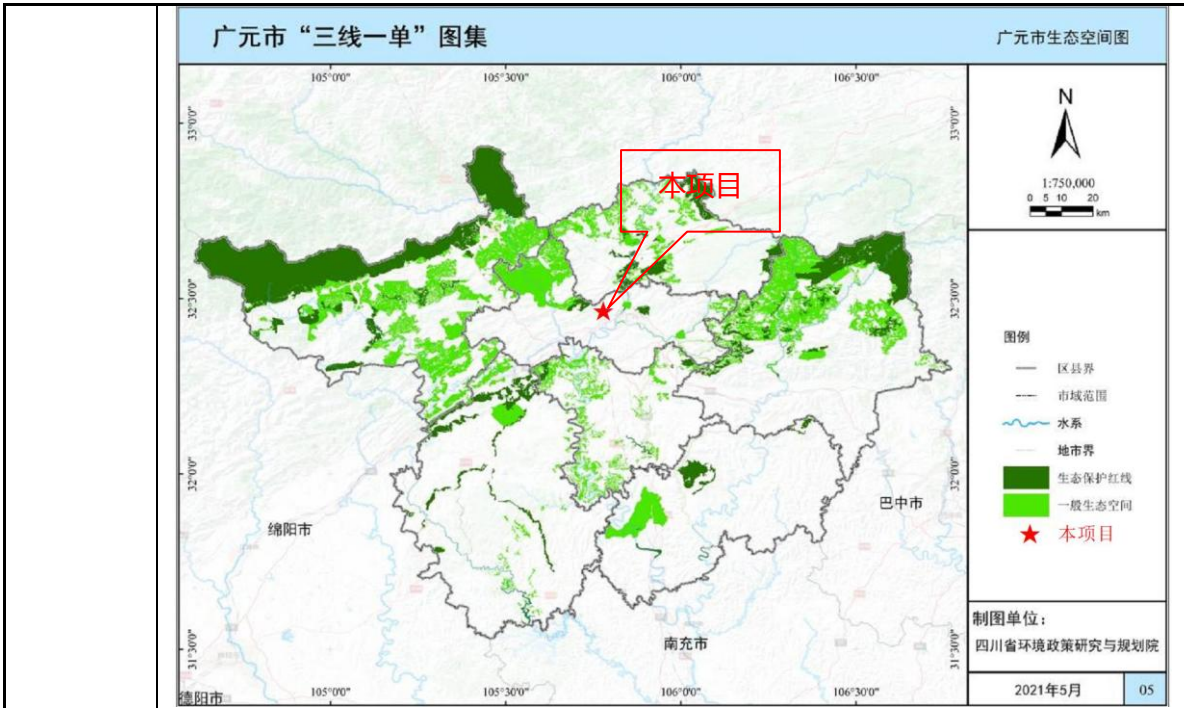 广元市“三线一单”图集
广元市生态空间图
105°0'0"
105°30'0"
106°0'0"
106°30'0"
33°0'0"
33°0'0"
N
1:750,000
0 5 10 20
km
本项目
32°30'0"
32°30'0"
图例
区县界
市域范围
水系
地市界
生态保护红线
一般生态空间
本项目
32°0'0"
32°0'0"
绵阳市
巴中市
南充市
德阳市
31°30'0"
31°30'0"
105°0'0"
105°30'0"
106°0'0"
106°30'0"
制图单位：
四川省环境政策研究与规划院
2021年5月
05